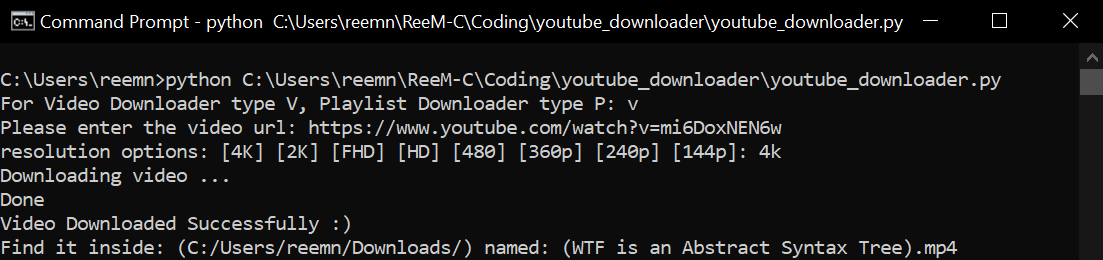 Command Prompt - python  C:\Users\reemn\ReeM-C\Coding\youtube_downloader\youtube_downloader.py
C:\Users\reemn>python C:\Users\reemn\ReeM-C\Coding\youtube_downloader\youtube_downloader.py
For Video Downloader type V, Playlist Downloader type P: v
Please enter the video url: https://www.youtube.com/watch?v=mi6DoxNEN6w
resolution options: [4K] [2K] [FHD] [HD] [480] [360p] [240p] [144p]: 4k
Downloading video ...
Done
Video Downloaded Successfully :)
Find it inside: (C:/Users/reemn/Downloads/) named: (WTF is an Abstract Syntax Tree).mp4